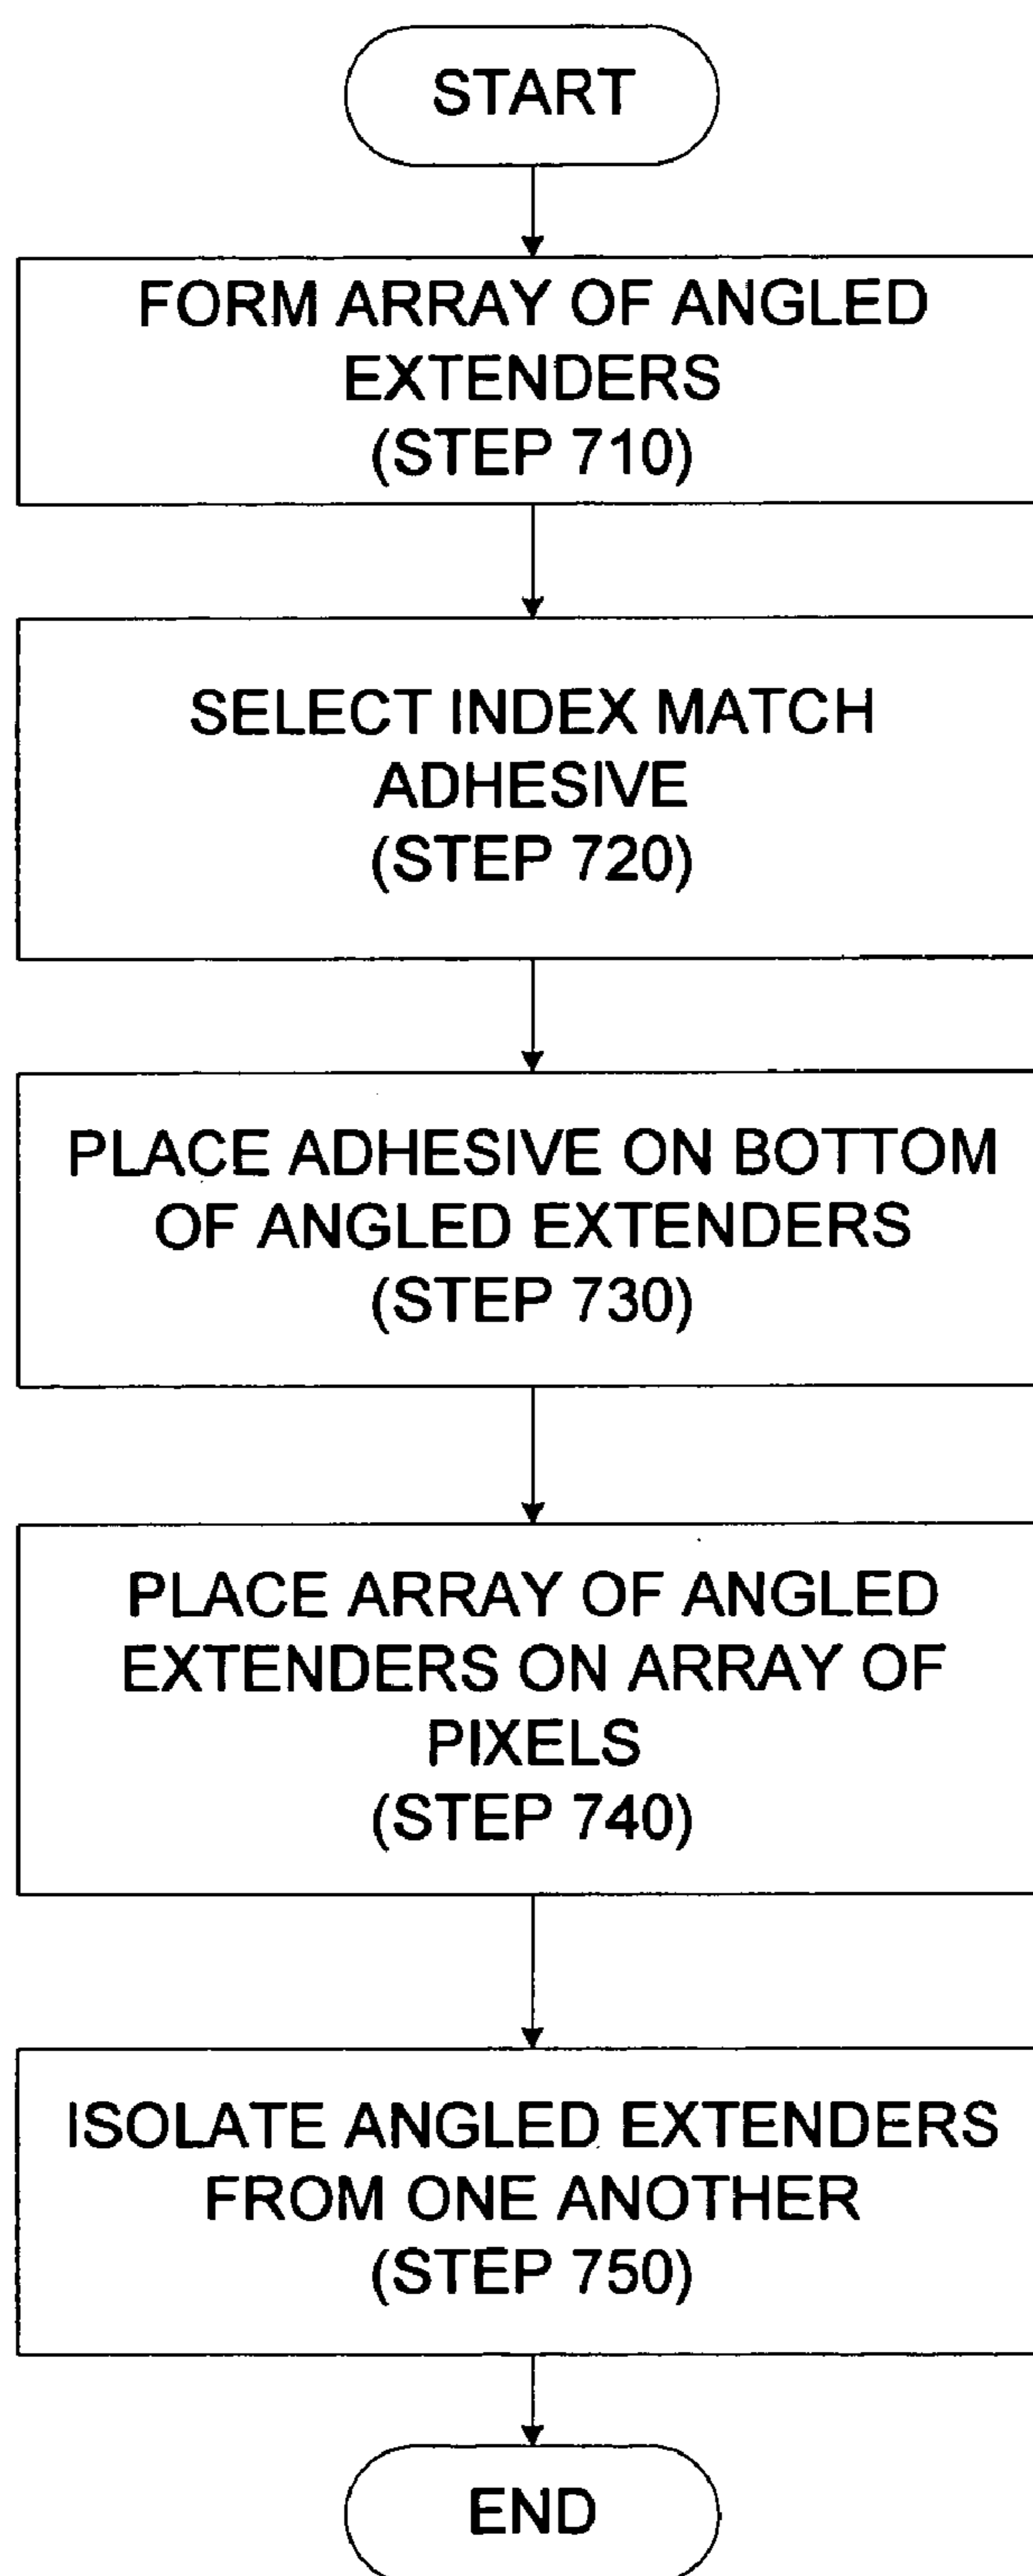 START
FORM ARRAY OF ANGLED
EXTENDERS
(STEP 710)
SELECT INDEX MATCH
ADHESIVE
(STEP 720)
PLACE ADHESIVE ON BOTTOM
OF ANGLED EXTENDERS
(STEP 730)
PLACE ARRAY OF ANGLED
EXTENDERS ON ARRAY OF
PIXELS
(STEP 740)
ISOLATE ANGLED EXTENDERS
FROM ONE ANOTHER
(STEP 750)
END